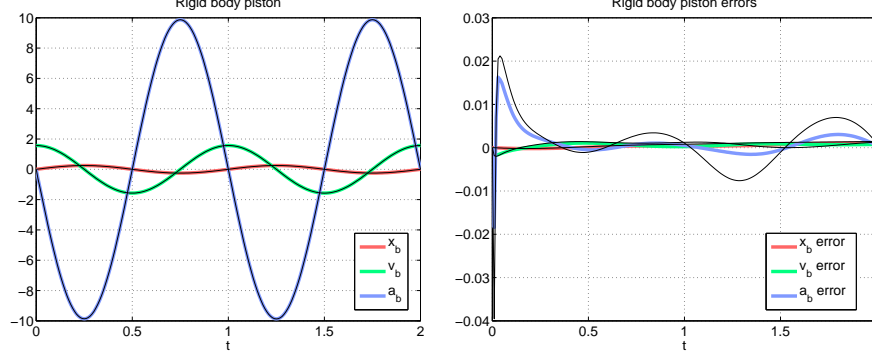 Rigid body piston
10
8
6
4
2
0
−2
−4
−6
−8
−10
0
0.5
1
1.5
2
t
x_b
v_b
a_b
Rigid body piston errors
0.03
0.02
0.01
0
−0.01
−0.02
−0.03
−0.04
0
0.5
1
1.5
t
x_b error
v_b error
a_b error